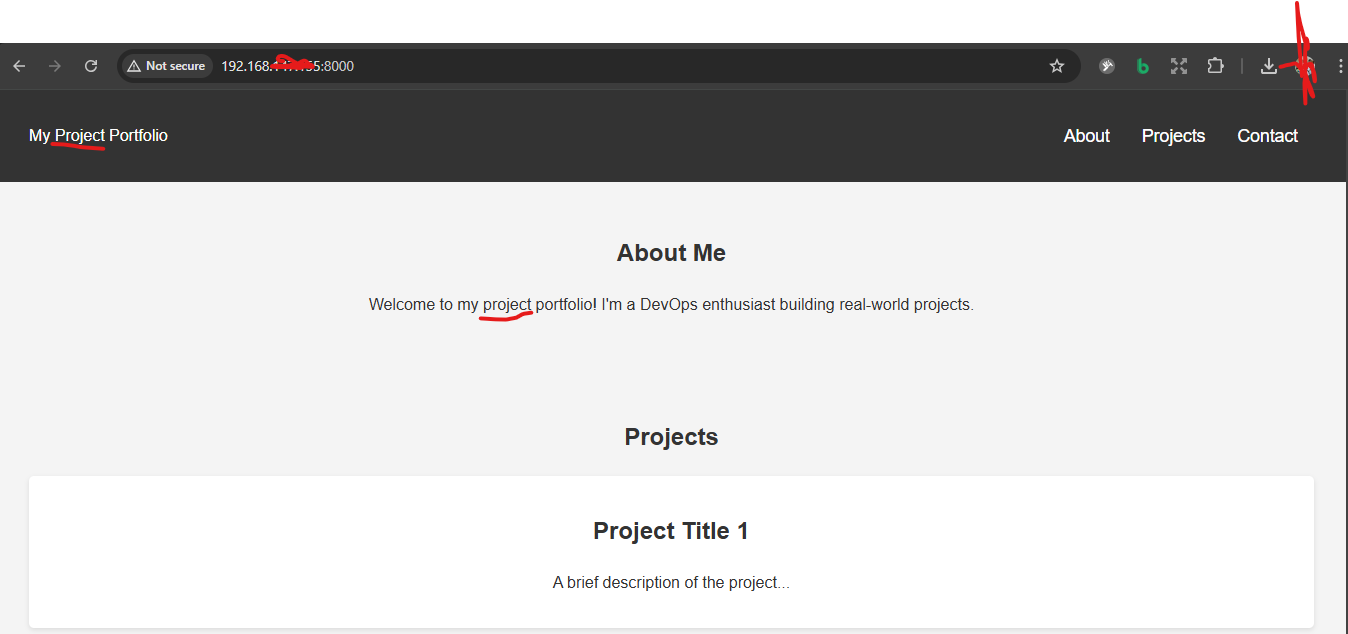 Not secure 192.168. 5:8000
My Project Portfolio
About Projects Contact
About Me
Welcome to my project portfolio! I'm a DevOps enthusiast building real-world projects.
Projects
Project Title 1
A brief description of the project...